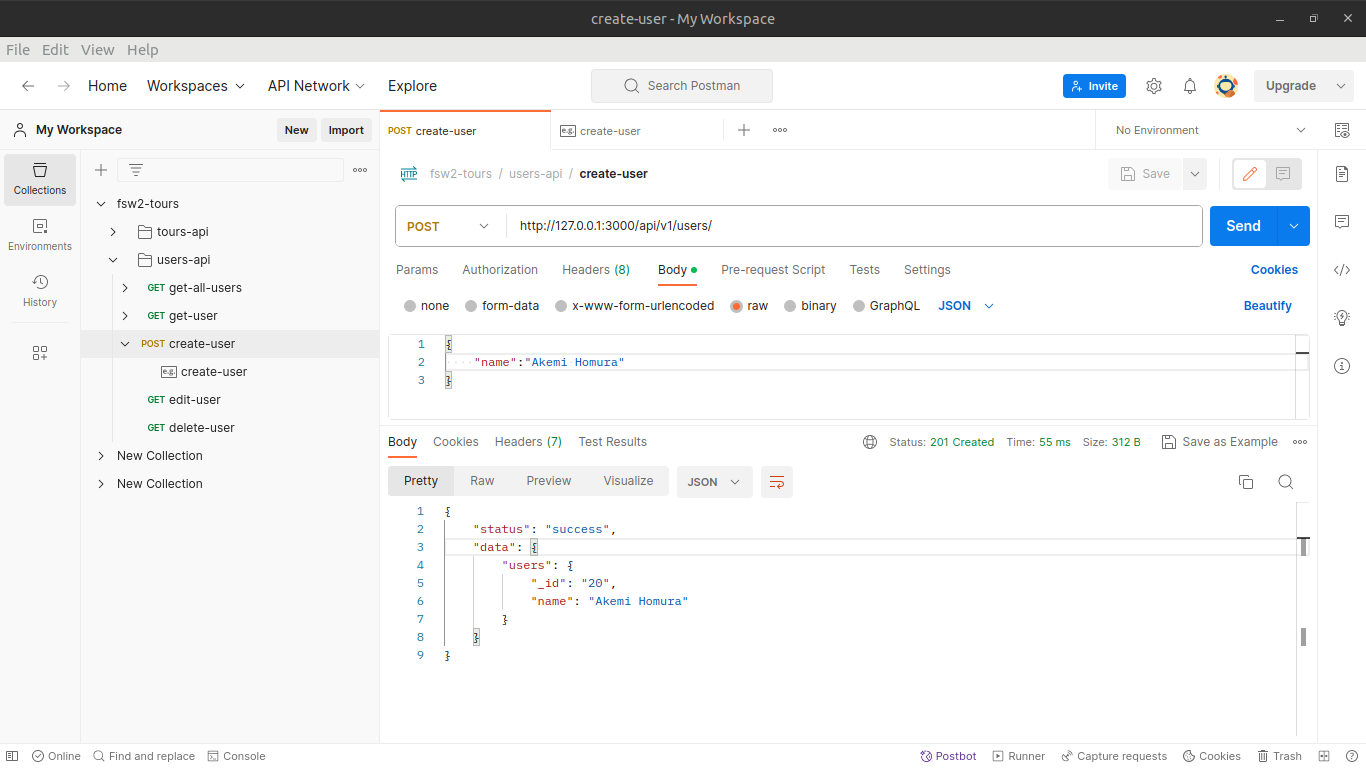 create-user - My Workspace
File Edit View Help
Home Workspaces API Network Explore Search Postman Invite Upgrade
My Workspace New Import
POST create-user e.g. create-user No Environment
Collections
Environments
History
fsw2-tours
tours-api
users-api
GET get-all-users
GET get-user
POST create-user
e.g. create-user
GET edit-user
GET delete-user
New Collection
New Collection
HTTP fsw2-tours / users-api / create-user Save
POST http://127.0.0.1:3000/api/v1/users/ Send
Params Authorization Headers (8) Body Pre-request Script Tests Settings Cookies
none form-data x-www-form-urlencoded raw binary GraphQL JSON Beautify
1 {
2 "name":"Akemi Homura"
3 }
Body Cookies Headers (7) Test Results Status: 201 Created Time: 55 ms Size: 312 B Save as Example
Pretty Raw Preview Visualize JSON
1 {
2 "status": "success",
3 "data": {
4 "users": {
5 "_id": "20",
6 "name": "Akemi Homura"
7 }
8 }
9 }
Online Find and replace Console Postbot Runner Capture requests Cookies Trash